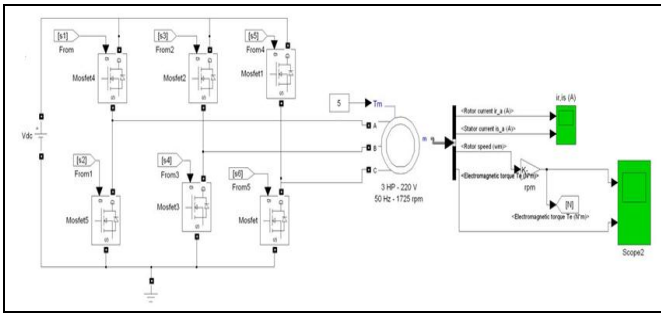 [s1]
From
Mosfet4
[s3]
From2
Mosfet2
[s5]
From4
Mosfet1
Vdc
[s2]
From1
Mosfet5
[s4]
From3
Mosfet3
[s6]
From5
Mosfet
5
Tm
A
B
C
m
3 HP - 220 V
50 Hz - 1725 rpm
<Rotor current ir_a (A)>
<Stator current is_a (A)>
<Rotor speed (wm)>
<Electromagnetic torque Te (N*m)>
ir,is (A)
rpm
[N]
<Electromagnetic torque Te (N*m)>
Scope2